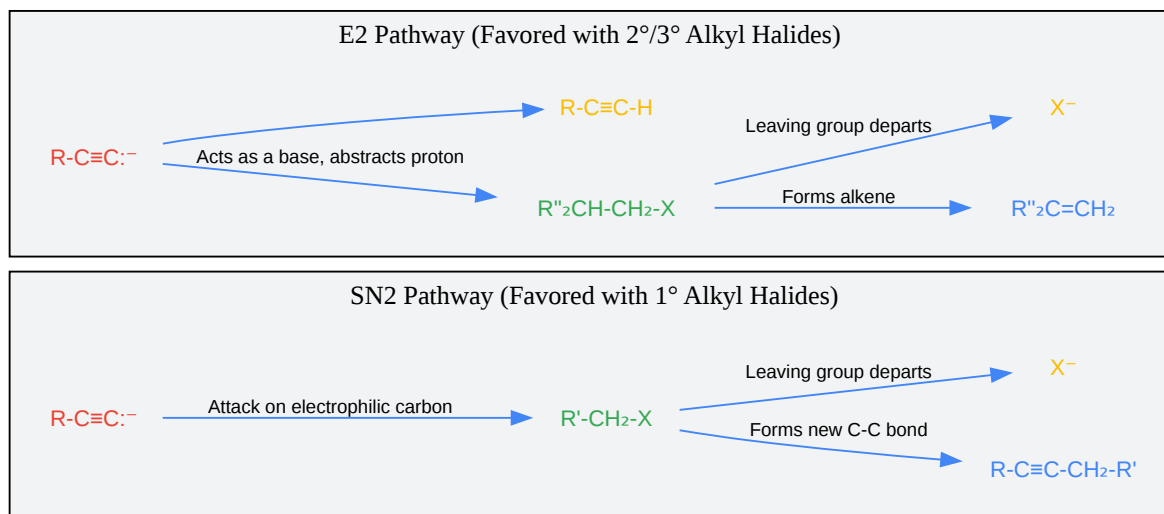 E2 Pathway (Favored with 2°/3° Alkyl Halides)
R-C≡C-H
X⁻
Leaving group departs
R-C≡C:⁻
Acts as a base, abstracts proton
Forms alkene
R"₂CH-CH₂-X
R"₂C=CH₂
SN2 Pathway (Favored with 1° Alkyl Halides)
X⁻
Leaving group departs
R-C≡C:⁻
Attack on electrophilic carbon
R'-CH₂-X
Forms new C-C bond
R-C≡C-CH₂-R'